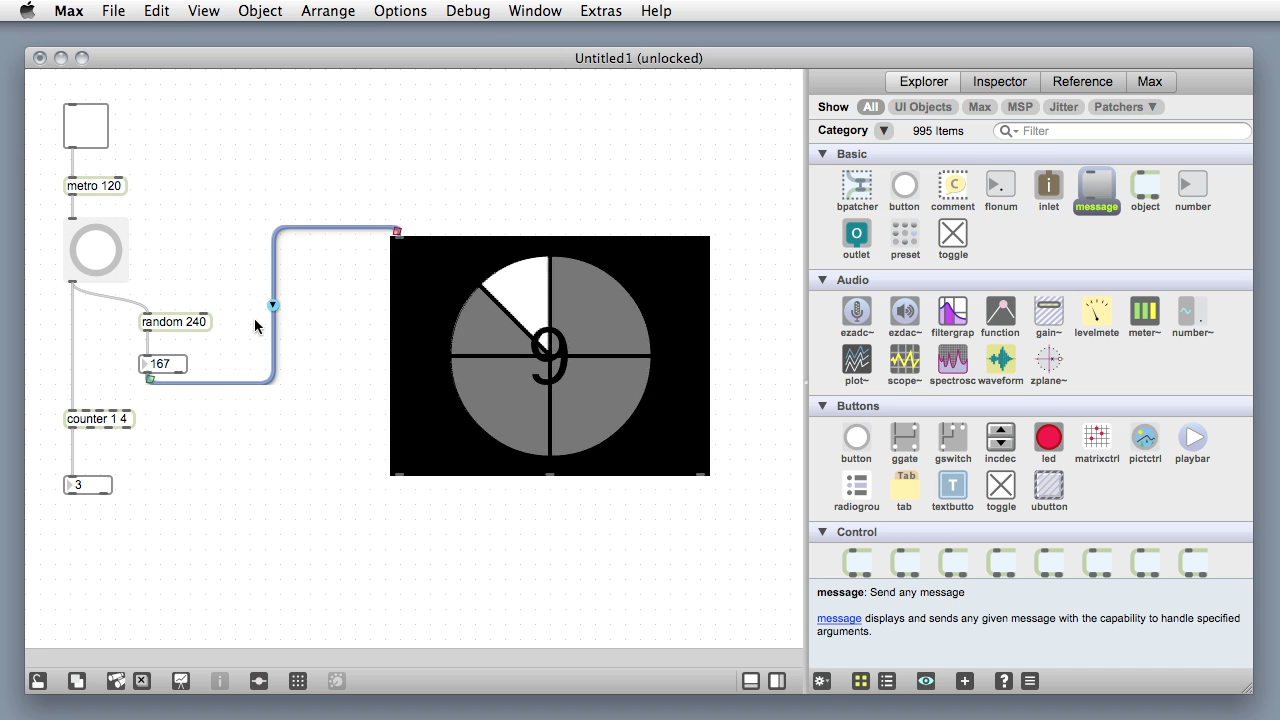 Max File Edit View Object Arrange Options Debug Window Extras Help
Untitled1 (unlocked)
metro 120
random 240
167
counter 1 4
3
9
Explorer Inspector Reference Max
Show All UI Objects Max MSP Jitter Patchers ▼
Category ▼ 995 Items Filter
Basic
bpatcher button comment flonum inlet message object number
outlet preset toggle
Audio
ezadc~ ezdac~ filtergrap function gain~ levelmete meter~ number~
plot~ scope~ spectrosc waveform zplane~
Buttons
button ggate gswitch incdec led matrixctrl pictctrl playbar
Tab
radiogrou tab textbutto toggle ubutton
Control
message: Send any message
message displays and sends any given message with the capability to handle specified
arguments.